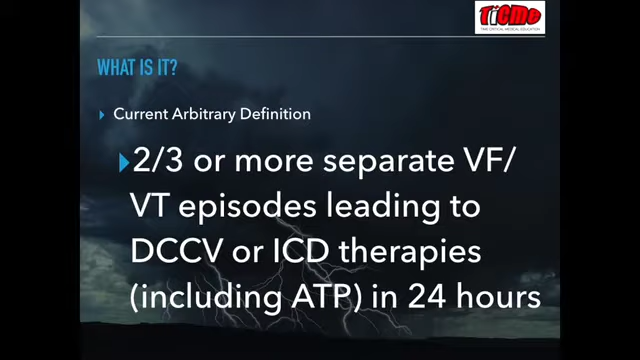 TiCMe
TIME CRITICAL MEDICAL EDUCATION
WHAT IS IT?
Current Arbitrary Definition
2/3 or more separate VF/
VT episodes leading to
DCCV or ICD therapies
(including ATP) in 24 hours